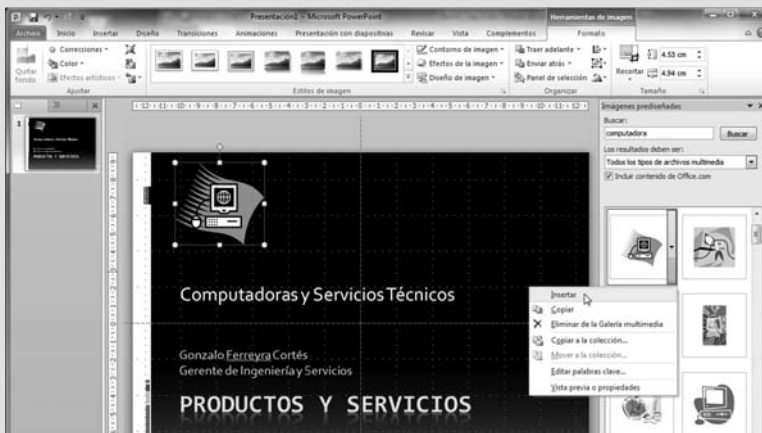 Presentación1 - Microsoft PowerPoint
Herramientas de imagen
Archivo Inicio Insertar Diseño Transiciones Animaciones Presentación con diapositivas Revisar Vista Complementos Formato
Quitar fondo
Correcciones
Color
Efectos artísticos
Ajustar
Estilos de imagen
Contorno de imagen
Efectos de la imagen
Diseño de imagen
Traer adelante
Enviar atrás
Panel de selección
Organizar
Recortar
4.53 cm
4.94 cm
Tamaño
1
Imágenes prediseñadas
Buscar:
computadora
Buscar
Los resultados deben ser:
Todos los tipos de archivos multimedia
Incluir contenido de Office.com
Computadoras y Servicios Técnicos
Gonzalo Ferreyra Cortés
Gerente de Ingeniería y Servicios
PRODUCTOS Y SERVICIOS
Insertar
Copiar
Eliminar de la Galería multimedia
Copiar a la colección...
Mover a la colección...
Editar palabras clave...
Vista previa o propiedades